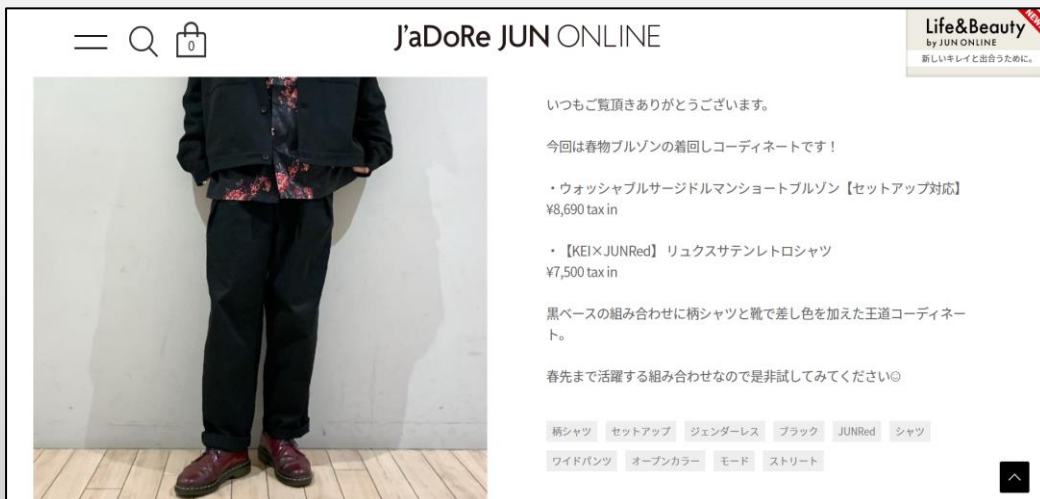 0
J'aDoRe JUN ONLINE
Life&Beauty
by JUN ONLINE
NEW
新しいキレイと出合うために。
いつもご覧頂きありがとうございます。
今回は春物ブルゾンの着回しコーディネートです！
・ウォッシャブルサージドルマンショートブルゾン【セットアップ対応】
¥8,690 tax in
・【KEI×JUNRed】リュクスサテンレトロシャツ
¥7,500 tax in
黒ベースの組み合わせに柄シャツと靴で差し色を加えた王道コーディネー
ト。
春先まで活躍する組み合わせなので是非試してみてください☺
柄シャツ セットアップ ジェンダーレス ブラック JUNRed シャツ
ワイドパンツ オープンカラー モード ストリート